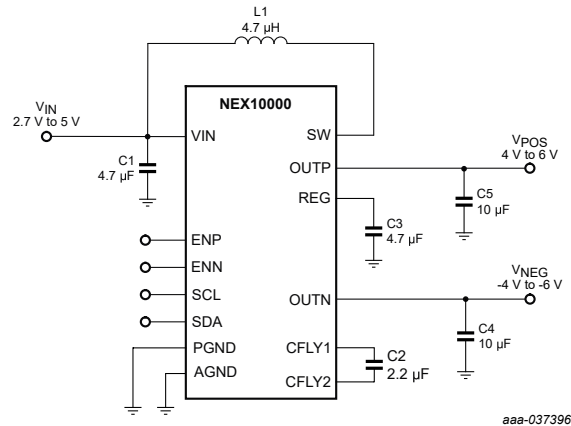 L1
4.7 µH
NEX10000
VIN
2.7 V to 5 V
VIN
SW
C1
4.7 µF
OUTP
VPOS
4 V to 6 V
C5
10 µF
REG
C3
4.7 µF
ENP
ENN
SCL
SDA
OUTN
VNEG
-4 V to -6 V
C4
10 µF
PGND
AGND
CFLY1
C2
2.2 µF
CFLY2
aaa-037396